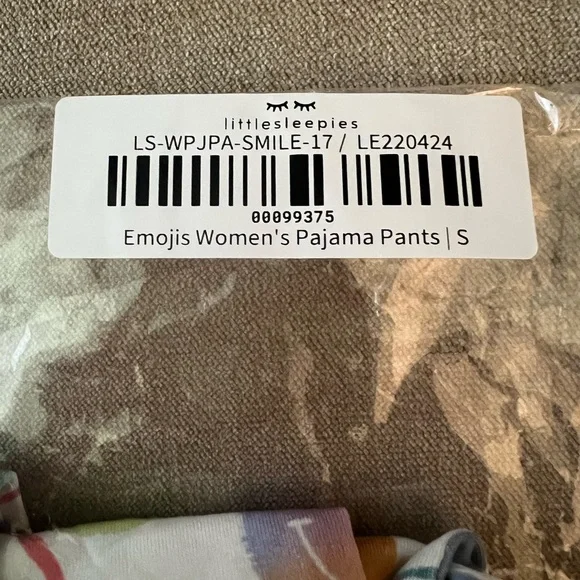 littlesleepies
LS-WPJPA-SMILE-17 / LE220424
00099375
Emojis Women's Pajama Pants | S